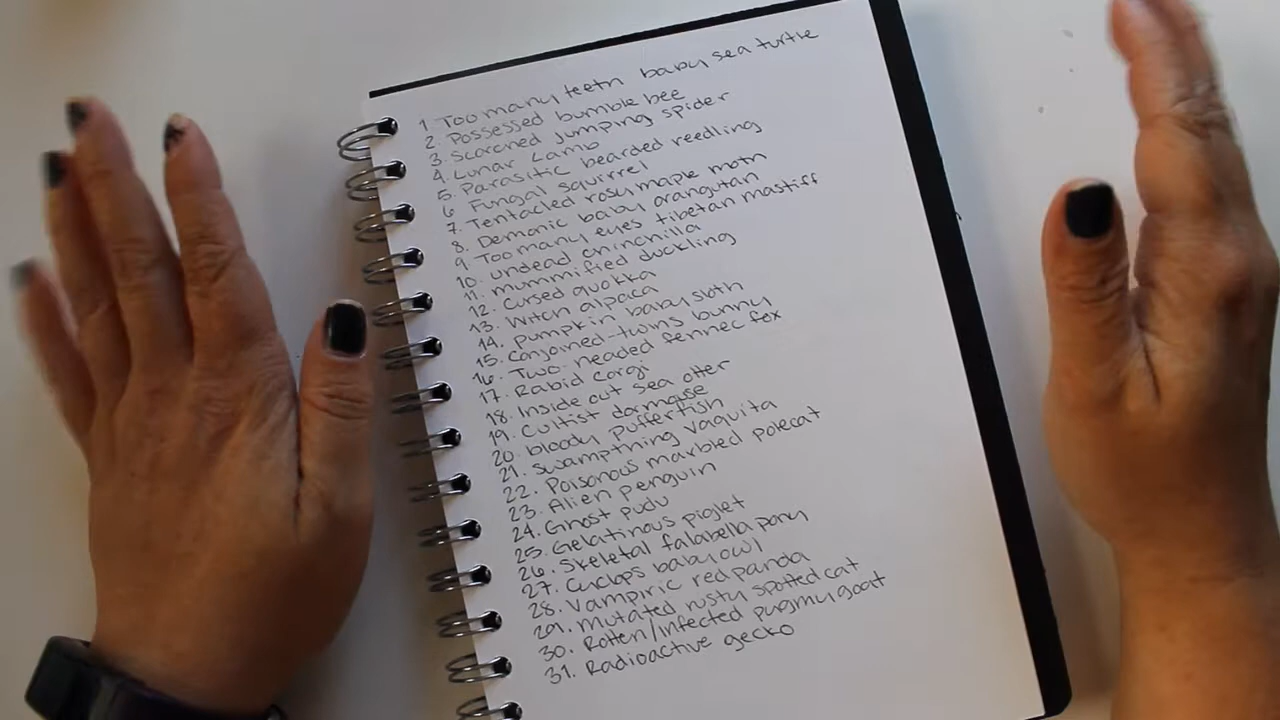 1. Too many teeth baby sea turtle
2. Possessed bumble bee
3. Scarened jumping spider
4. Lunar Lamb
5. Parasitic bearded reedling
6. Fungal squirrel
7. Tentacled rosy maple moth
8. Demonic baby orangutan
9. Too many eyes tibetan mastiff
10. undead chinchilla
11. mummified duckling
12. Cursed quokka
13. Witch alpaca
14. pumpkin baby sloth
15. Conjoined-twins bunny
16. Two-headed fennec fox
17. Rabid corgi
18. Inside out sea otter
19. Cultist dormouse
20. bloody pufferfish
21. Swampthing vaquita
22. Poisonous marbled polecat
23. Alien penguin
24. Ghost pudu
25. Gelatinous piglet
26. Skeletal falabella pony
27. Cyclops baby owl
28. Vampiric red panda
29. Mutated rusty spotted cat
30. Rotten/infected pygmy goat
31. Radioactive gecko